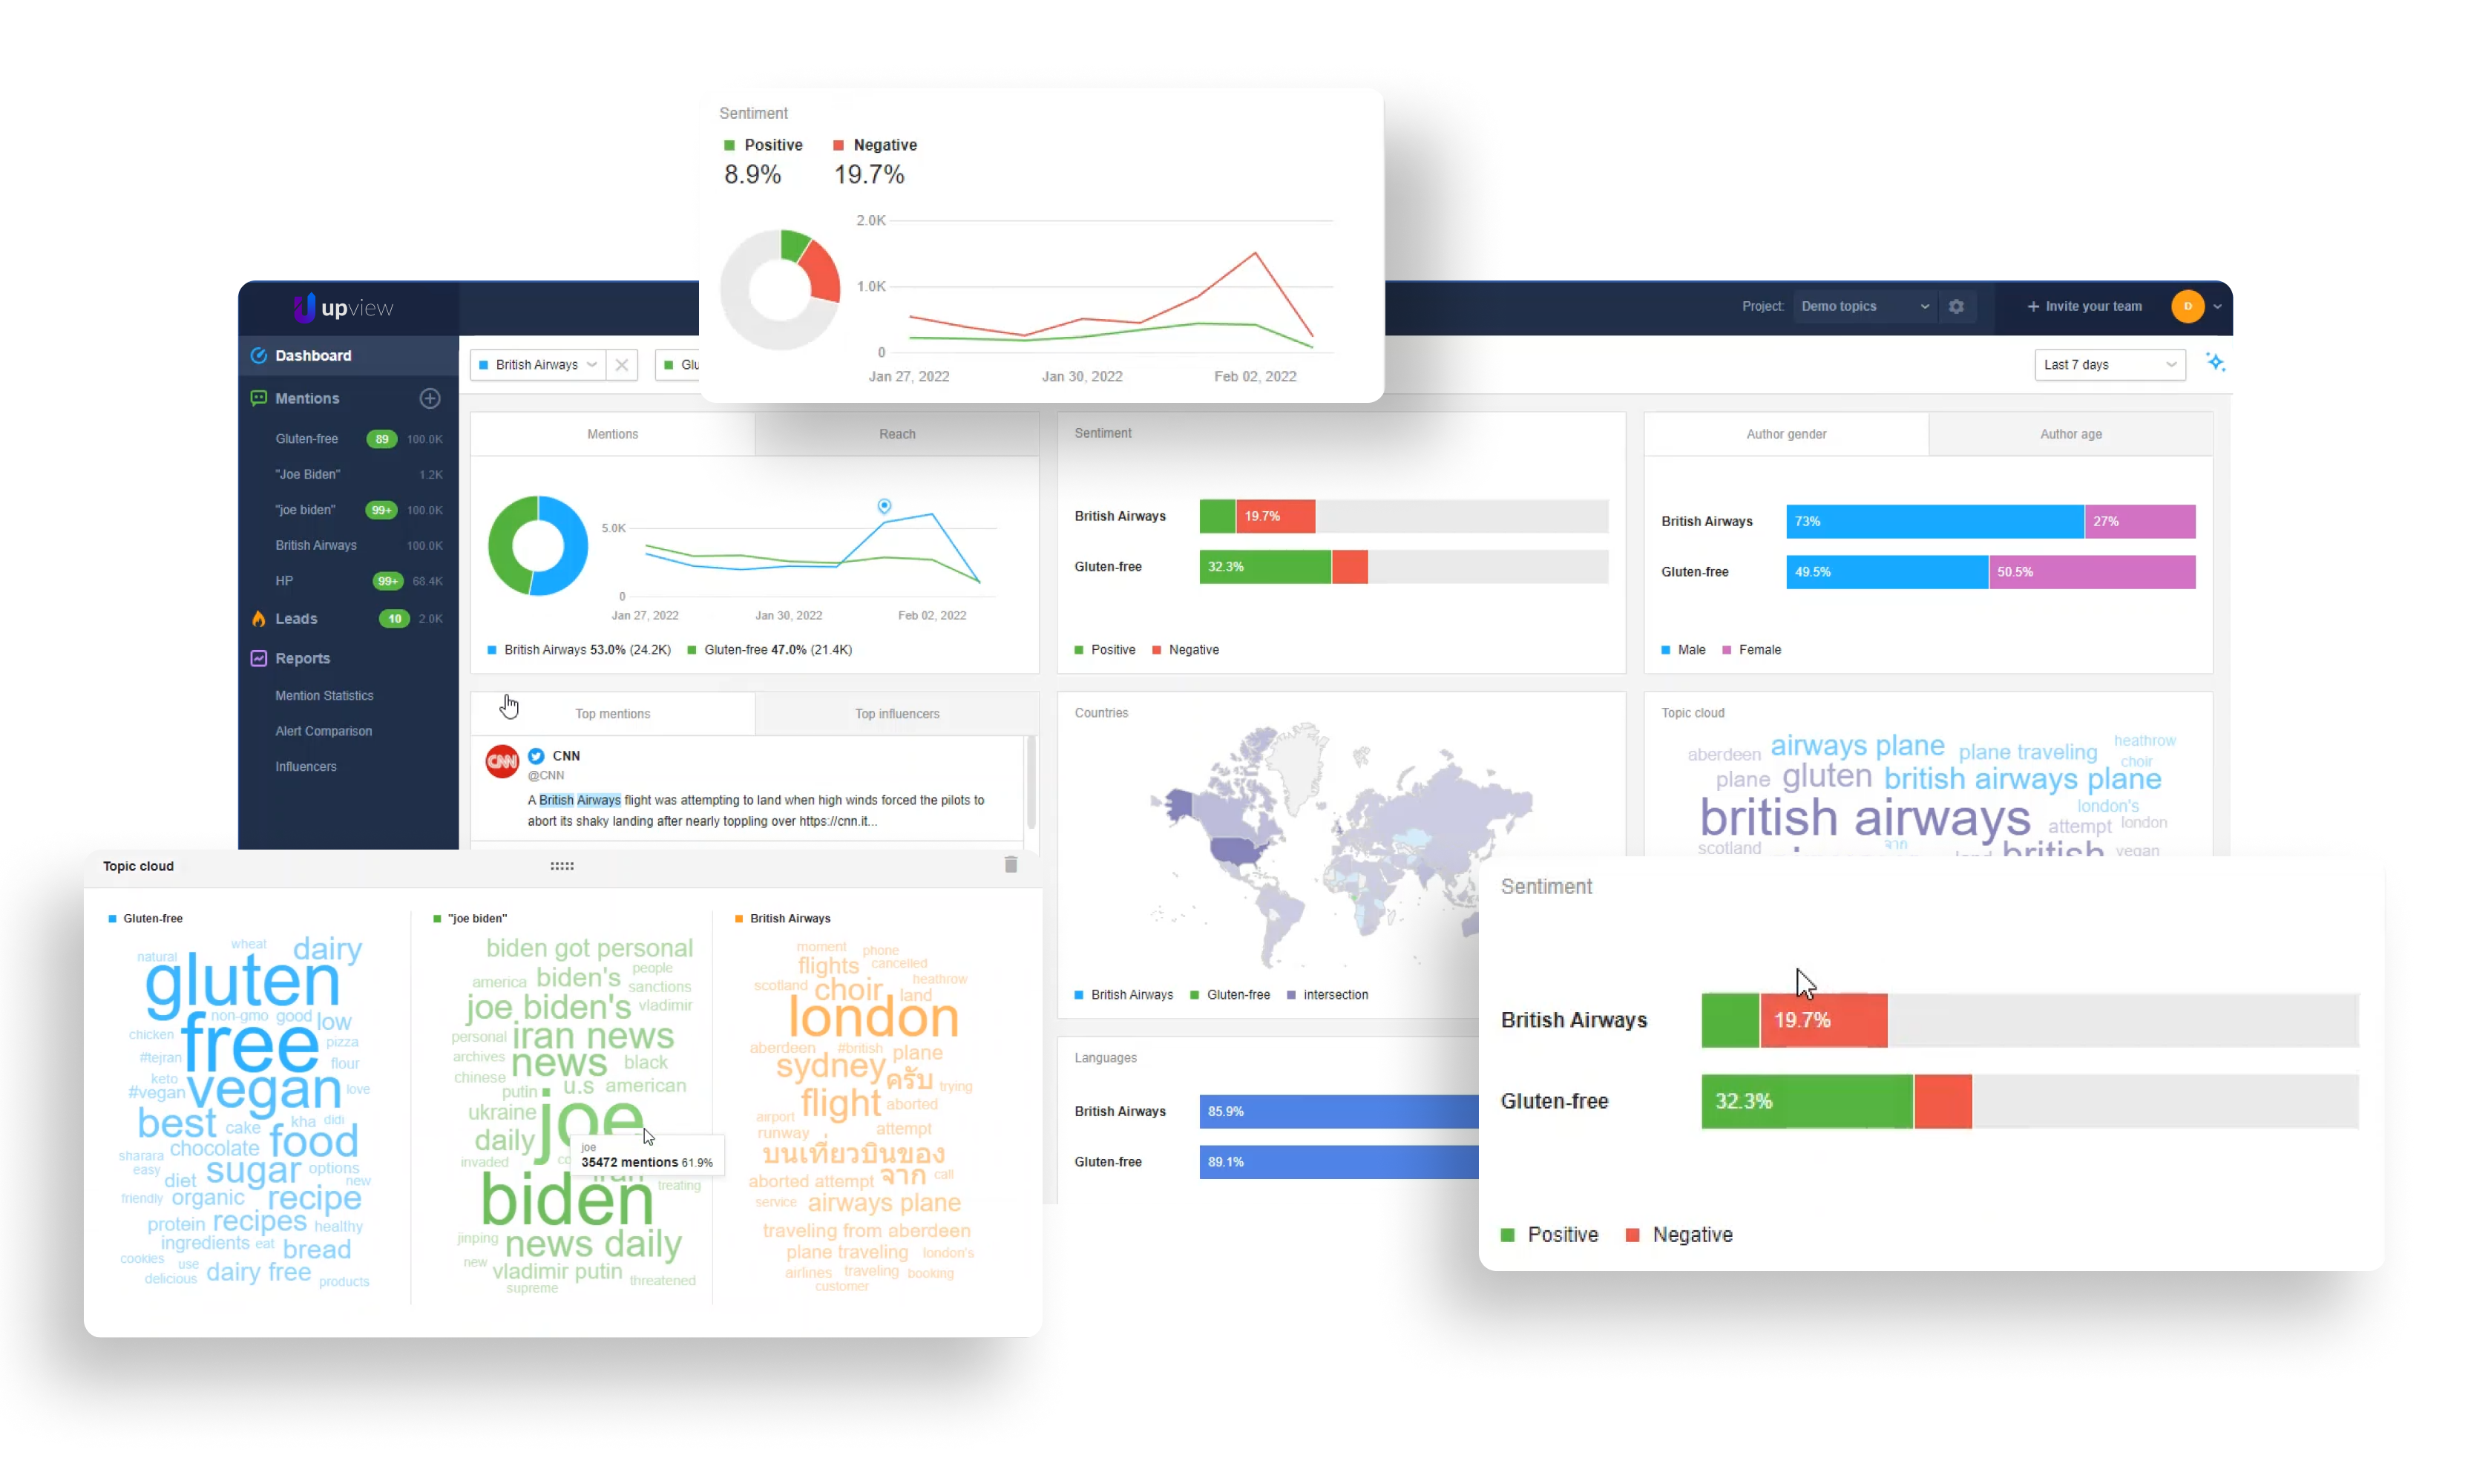 Sentiment
Positive Negative
8.9% 19.7%
2.0K
1.0K
0
Jan 27, 2022 Jan 30, 2022 Feb 02, 2022
upview
Project: Demo topics
+ Invite your team
D
Dashboard
Mentions
Gluten-free 89 100.0K
"Joe Biden" 1.2K
"joe biden" 99+ 100.0K
British Airways 100.0K
HP 99+ 68.4K
Leads 10 2.0K
Reports
Mention Statistics
Alert Comparison
Influencers
British Airways
Glu
Last 7 days
Mentions Reach
5.0K
0
Jan 27, 2022 Jan 30, 2022 Feb 02, 2022
British Airways 53.0% (24.2K) Gluten-free 47.0% (21.4K)
Sentiment
British Airways 19.7%
Gluten-free 32.3%
Positive Negative
Author gender Author age
British Airways 73% 27%
Gluten-free 49.5% 50.5%
Male Female
Top mentions Top influencers
CNN
CNN
@CNN
A British Airways flight was attempting to land when high winds forced the pilots to
abort its shaky landing after nearly toppling over https://cnn.it...
Countries
British Airways Gluten-free intersection
Languages
British Airways 85.9%
Gluten-free 89.1%
Topic cloud
aberdeen airways plane plane traveling heathrow
choir
plane gluten british airways plane
london's
british airways attempt london
scotland จาก british vegan
Topic cloud
Gluten-free
wheat dairy
natural
gluten
non-gmo good low
chicken free pizza
#tejran flour
keto
#vegan vegan love
best cake kha didi
chocolate food
sharara
easy sugar options
diet new
friendly organic recipe
protein recipes healthy
ingredients eat bread
cookies use
delicious dairy free products
"joe biden"
biden got personal
people
america biden's sanctions
joe biden's vladimir
personal iran news
archives news black
chinese
putin u.s american
ukraine joe
daily
invaded
joe
35472 mentions 61.9%
iran
treating
biden
jinping news daily
new
vladimir putin threatened
supreme
British Airways
moment phone
flights cancelled
heathrow
scotland choir land
london
aberdeen #british plane
sydney ครับ trying
flight aborted
airport
runway attempt
บนเที่ยวบินของ
aborted attempt จาก call
service airways plane
traveling from aberdeen
plane traveling london's
airlines traveling booking
customer
Sentiment
British Airways 19.7%
Gluten-free 32.3%
Positive Negative